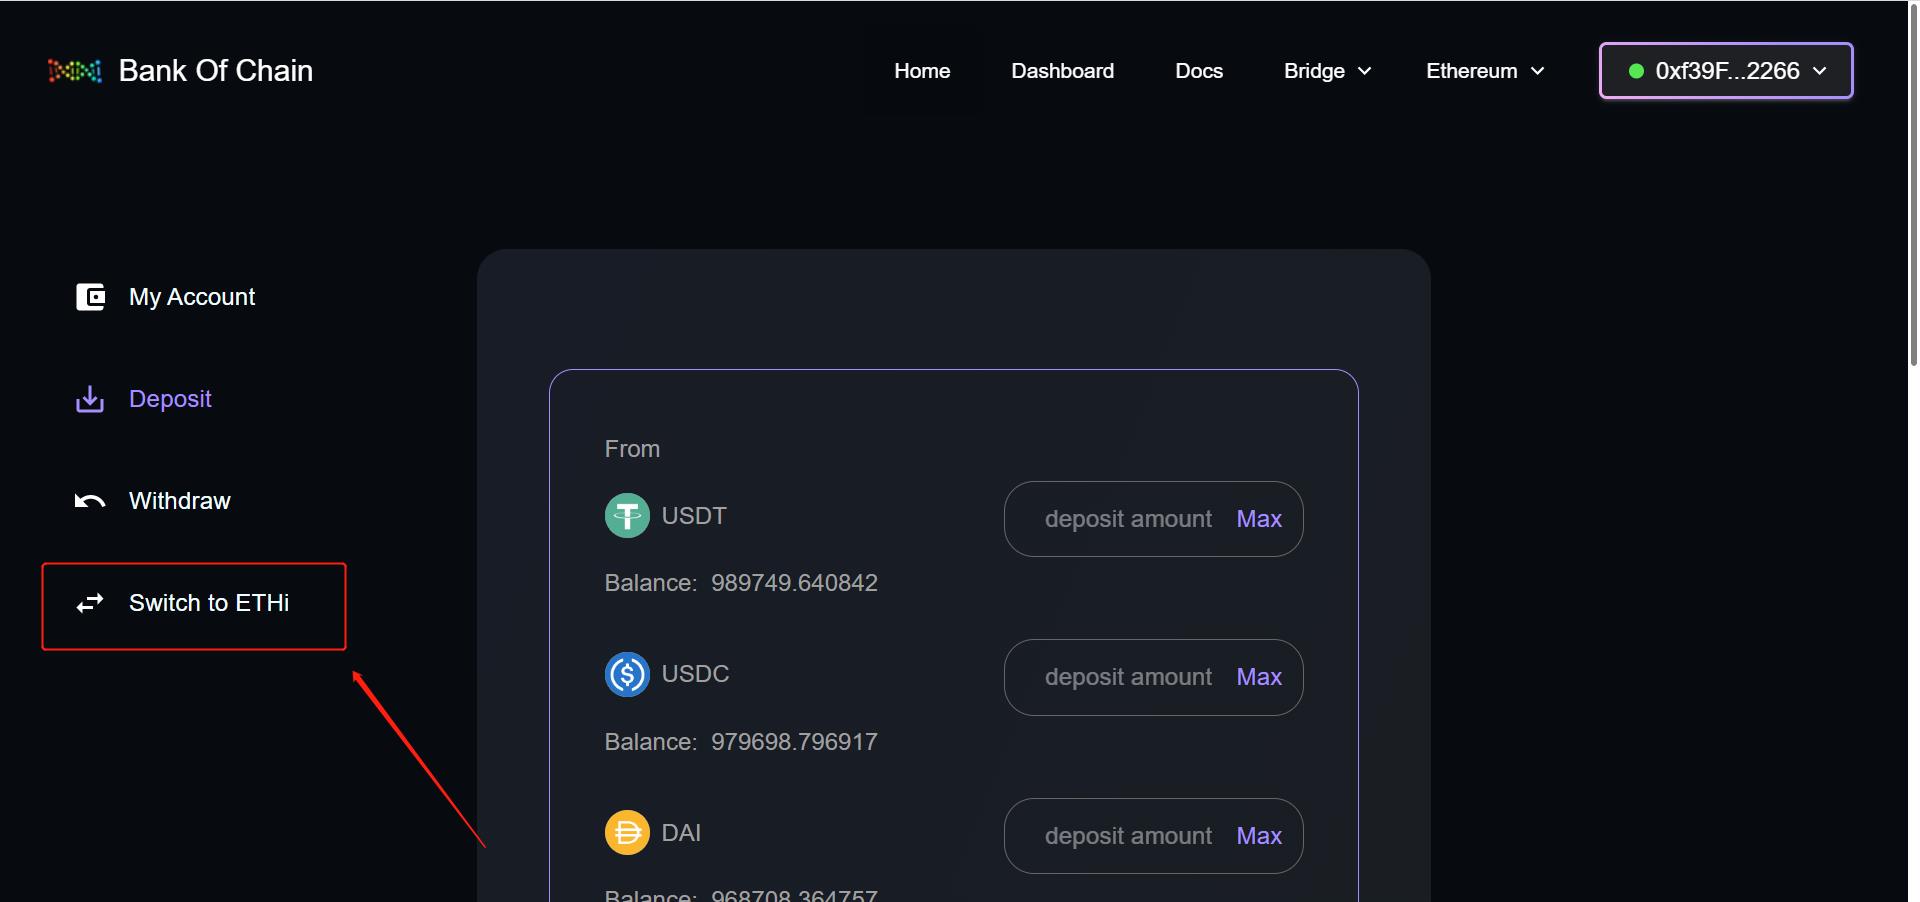 Bank Of Chain
Home Dashboard Docs Bridge Ethereum 0xf39F...2266
My Account
Deposit
Withdraw
Switch to ETHi
From
USDT deposit amount Max
Balance: 989749.640842
USDC deposit amount Max
Balance: 979698.796917
DAI deposit amount Max
Balance: 968708.364757